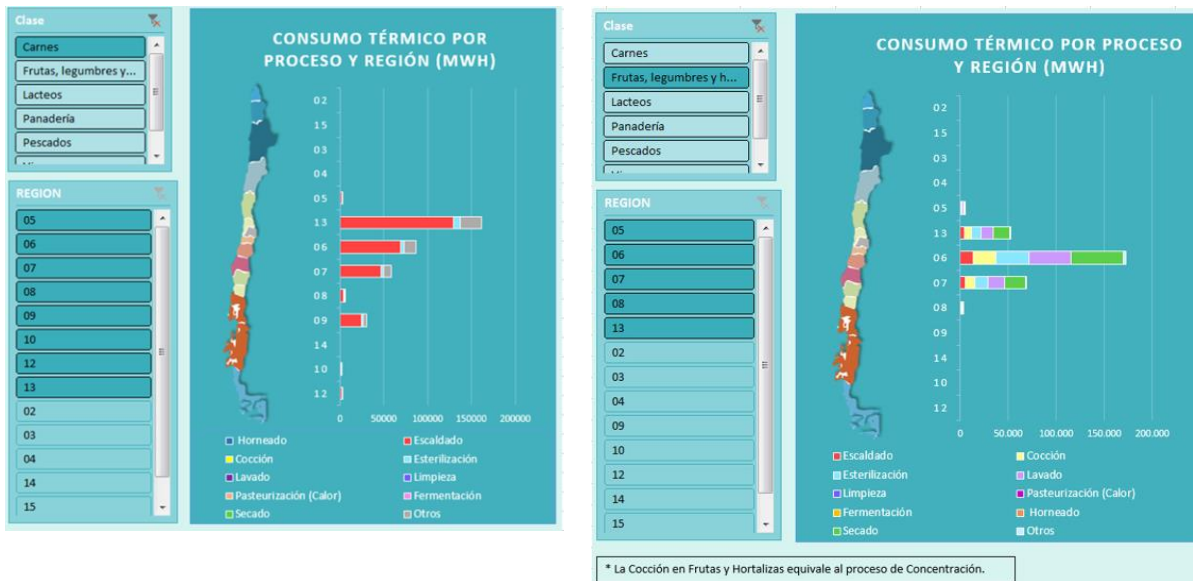 Clase
Carnes
Frutas, legumbres y...
Lacteos
Panadería
Pescados
REGION
05
06
07
08
09
10
12
13
02
03
04
14
15
CONSUMO TÉRMICO POR
PROCESO Y REGIÓN (MWH)
02
15
03
04
05
13
06
07
08
09
14
10
12
0 50000 100000 150000 200000
Horneado Escaldado
Cocción Esterilización
Lavado Limpieza
Pasteurización (Calor) Fermentación
Secado Otros
Clase
Carnes
Frutas, legumbres y h...
Lacteos
Panadería
Pescados
REGION
05
06
07
08
13
02
03
04
09
10
12
14
15
CONSUMO TÉRMICO POR PROCESO
Y REGIÓN (MWH)
02
15
03
04
05
13
06
07
08
09
14
10
12
0 50.000 100.000 150.000 200.000
Escaldado Cocción
Esterilización Lavado
Limpieza Pasteurización (Calor)
Fermentación Horneado
Secado Otros
* La Cocción en Frutas y Hortalizas equivale al proceso de Concentración.